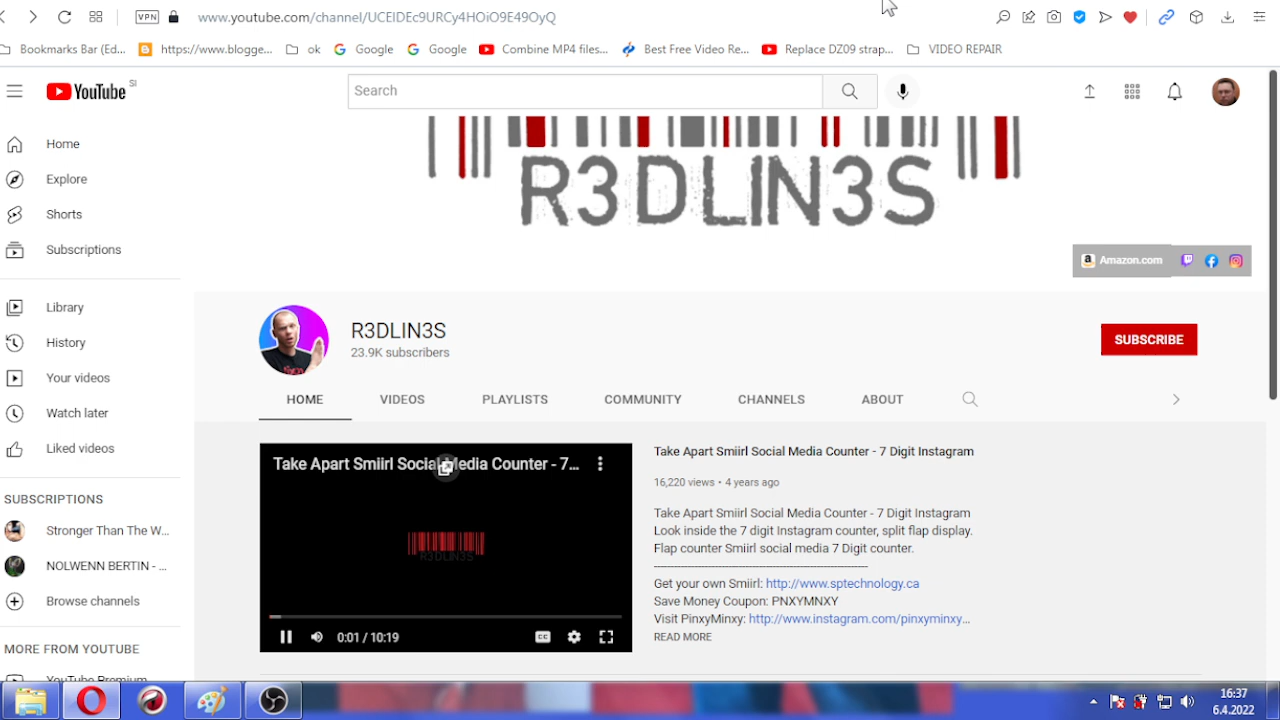 VPN
www.youtube.com/channel/UCEIDEc9URCy4HOiO9E49OyQ
Bookmarks Bar (Ed...
https://www.blogge...
ok
Google
Google
Combine MP4 files...
Best Free Video Re...
Replace DZ09 strap...
VIDEO REPAIR
YouTube SI
Search
R3DLIN3S
Home
Explore
Shorts
Subscriptions
Amazon.com
Library
History
Your videos
Watch later
Liked videos
R3DLIN3S
23.9K subscribers
SUBSCRIBE
HOME VIDEOS PLAYLISTS COMMUNITY CHANNELS ABOUT
Take Apart Smiirl Social Media Counter - 7...
R3DLIN3S
CC
0:01 / 10:19
Take Apart Smiirl Social Media Counter - 7 Digit Instagram
16,220 views • 4 years ago
Take Apart Smiirl Social Media Counter - 7 Digit Instagram
Look inside the 7 digit Instagram counter, split flap display.
Flap counter Smiirl social media 7 Digit counter.
Get your own Smiirl: http://www.sptechnology.ca
Save Money Coupon: PNXYMNXY
Visit PinxyMinxy: http://www.instagram.com/pinxyminxy...
READ MORE
SUBSCRIPTIONS
Stronger Than The W...
NOLWENN BERTIN - ...
Browse channels
MORE FROM YOUTUBE
YouTube Premium
16:37
6.4.2022